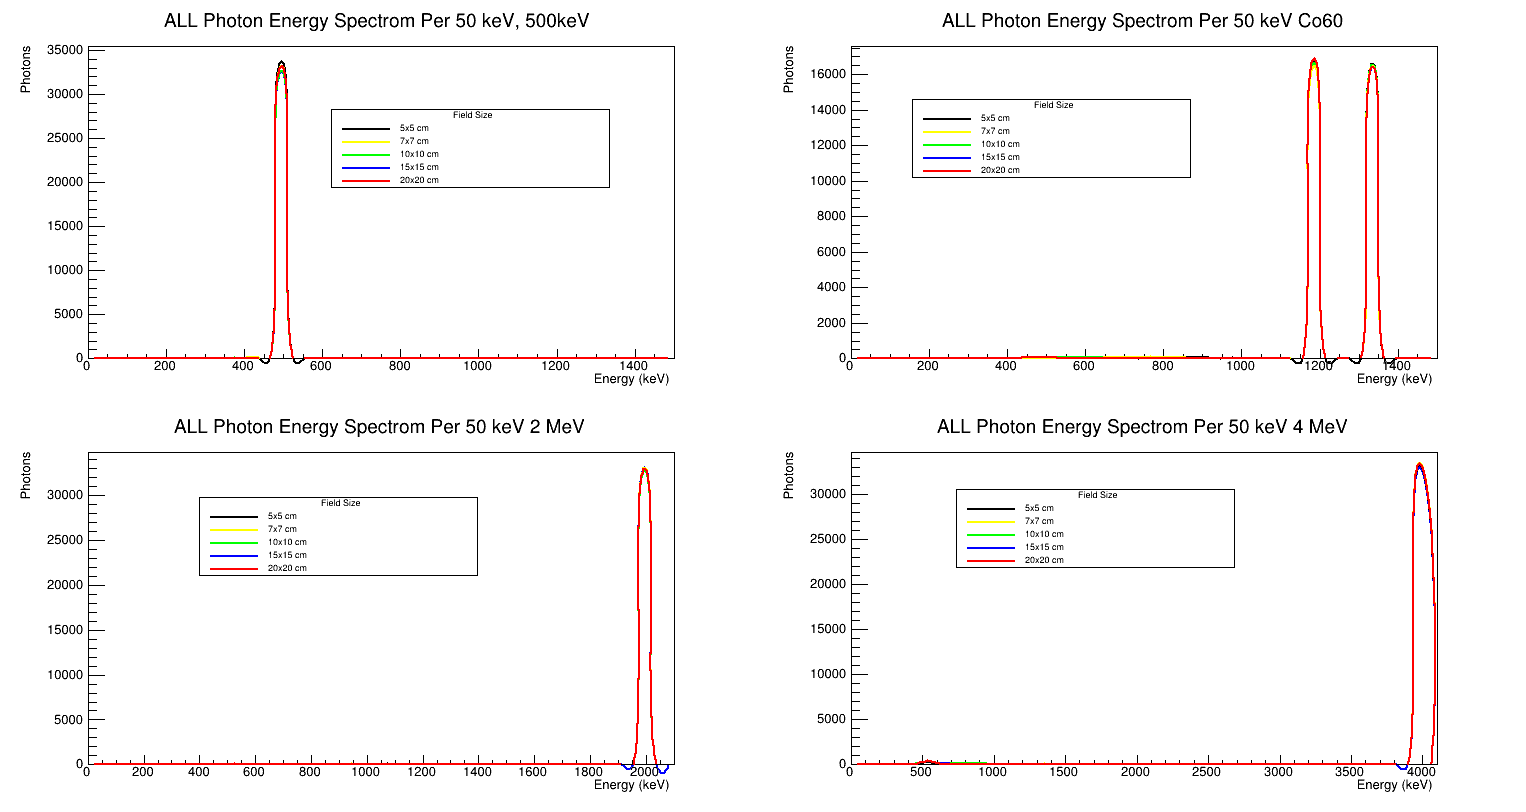 ALL Photon Energy Spectrom Per 50 keV, 500keV
Photons
35000
30000
25000
20000
15000
10000
5000
0
Field Size
5x5 cm
7x7 cm
10x10 cm
15x15 cm
20x20 cm
0 200 400 600 800 1000 1200 1400
Energy (keV)
ALL Photon Energy Spectrom Per 50 keV Co60
Photons
16000
14000
12000
10000
8000
6000
4000
2000
0
Field Size
5x5 cm
7x7 cm
10x10 cm
15x15 cm
20x20 cm
0 200 400 600 800 1000 1200 1400
Energy (keV)
ALL Photon Energy Spectrom Per 50 keV 2 MeV
Photons
30000
25000
20000
15000
10000
5000
0
Field Size
5x5 cm
7x7 cm
10x10 cm
15x15 cm
20x20 cm
0 200 400 600 800 1000 1200 1400 1600 1800 2000
Energy (keV)
ALL Photon Energy Spectrom Per 50 keV 4 MeV
Photons
30000
25000
20000
15000
10000
5000
0
Field Size
5x5 cm
7x7 cm
10x10 cm
15x15 cm
20x20 cm
0 500 1000 1500 2000 2500 3000 3500 4000
Energy (keV)